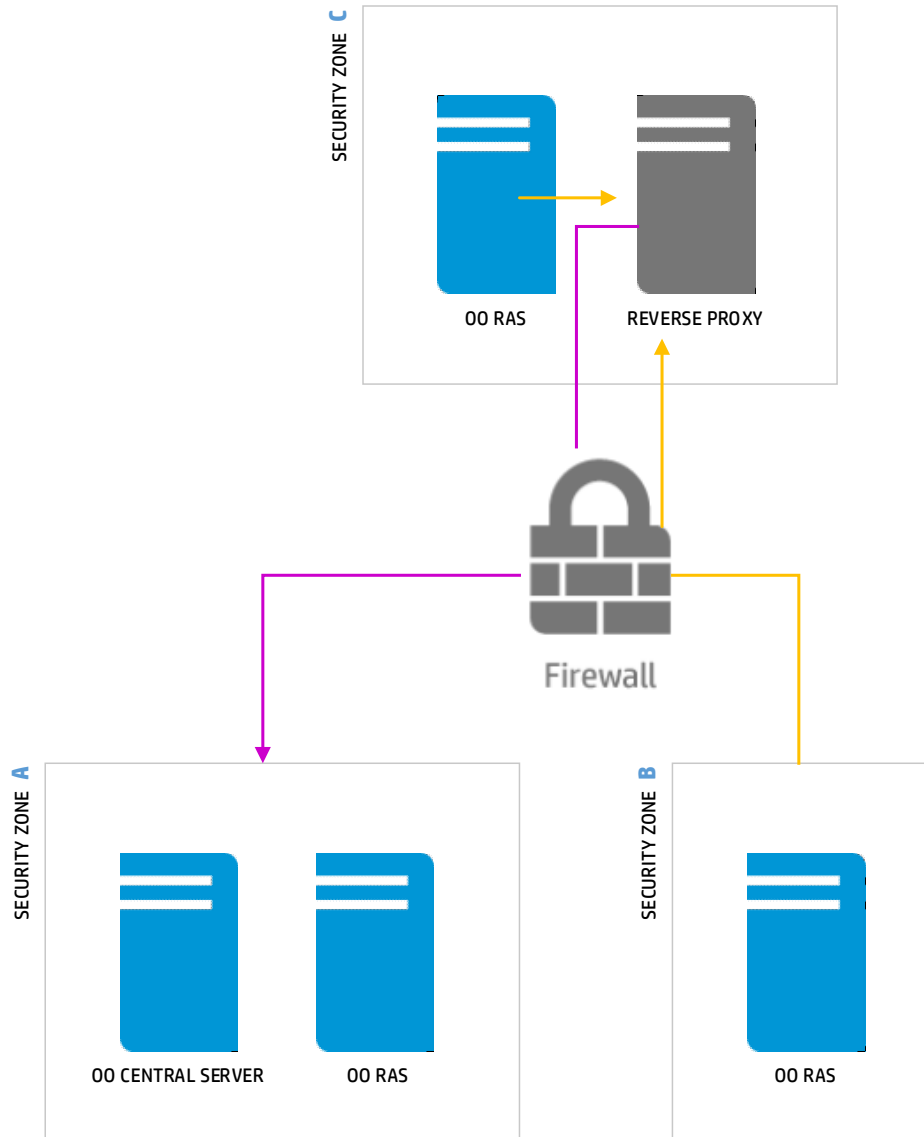 SECURITY ZONE C
OO RAS
REVERSE PROXY
Firewall
SECURITY ZONE A
OO CENTRAL SERVER
OO RAS
SECURITY ZONE B
OO RAS